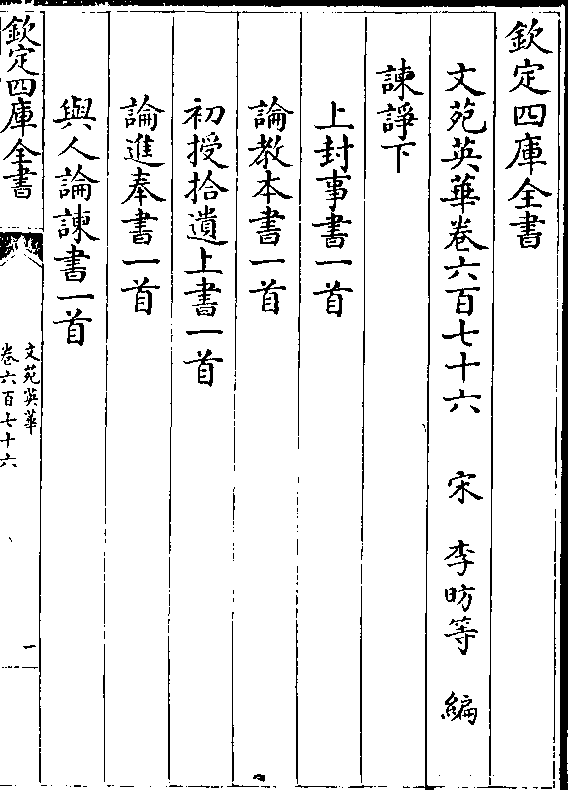 欽定四庫全書
文苑英華卷六百七十六 宋 李昉等 編
諫諍下
上封事書一首
論教本書一首
初授拾遺上書一首
論進奉書一首
與人論諫書一首
欽定四庫全書
文苑英華
卷六百七十六
一